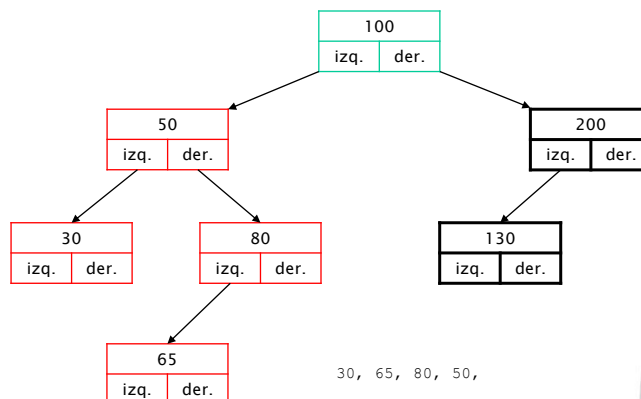 100
izq. der.
50
izq. der.
200
izq. der.
30
izq. der.
80
izq. der.
130
izq. der.
65
izq. der.
30, 65, 80, 50,